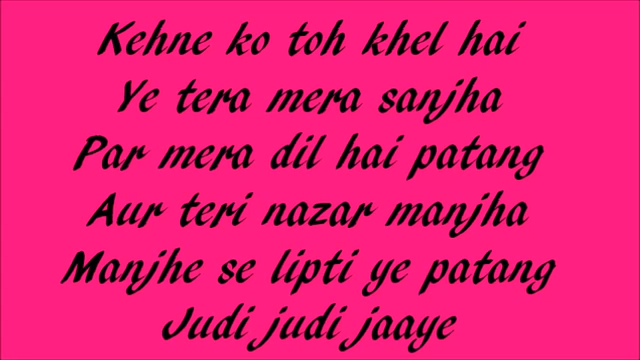 Kehne ko toh khel hai
Ye tera mera sanjha
Par mera dil hai patang
Aur teri nazar manjha
Manjhe se lipti ye patang
Judi judi jaaye